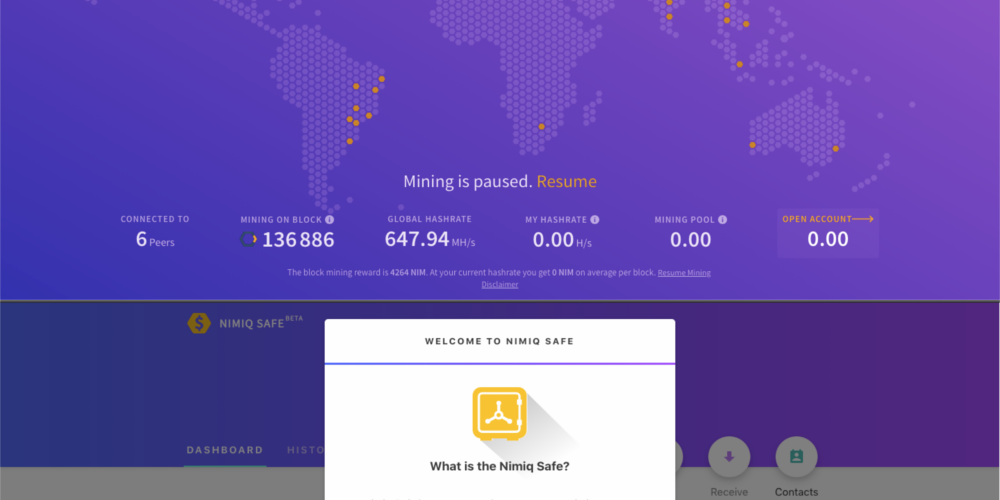 Mining is paused. Resume
CONNECTED TO
6 Peers
MINING ON BLOCK
136 886
GLOBAL HASHRATE
647.94 MH/s
MY HASHRATE
0.00 H/s
MINING POOL
0.00
OPEN ACCOUNT
0.00
The block mining reward is 4264 NIM. At your current hashrate you get 0 NIM on average per block. Resume Mining
Disclaimer
NIMIQ SAFE BETA
WELCOME TO NIMIQ SAFE
What is the Nimiq Safe?
DASHBOARD
HISTO
Receive
Contacts